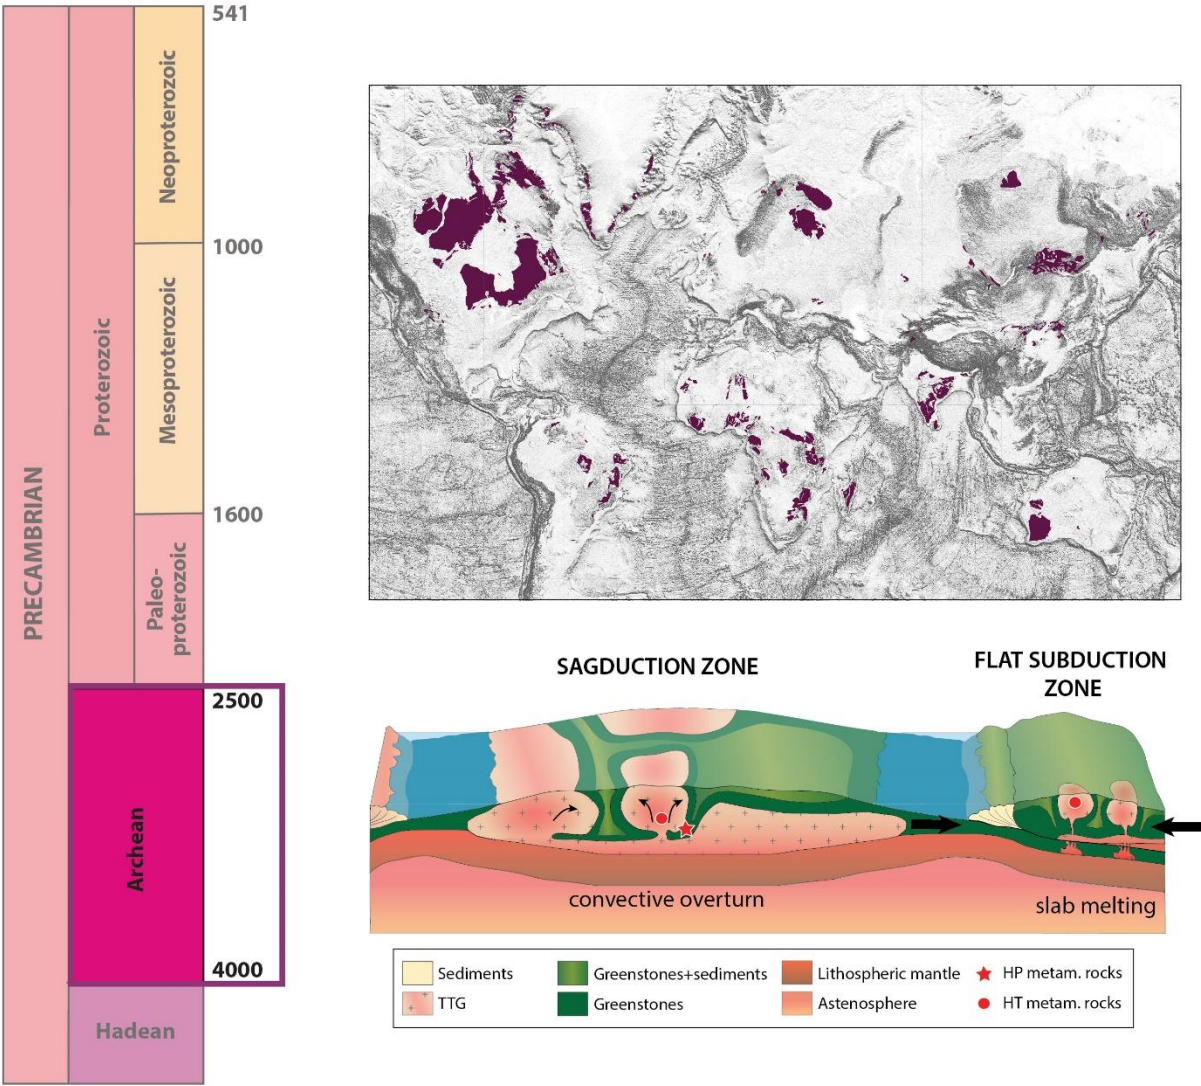 541
Neoproterozoic
1000
Mesoproterozoic
Proterozoic
1600
PRECAMBRIAN
Paleo-
proterozoic
2500
Archean
4000
Hadean
SAGDUCTION ZONE
FLAT SUBDUCTION
ZONE
convective overturn
slab melting
Sediments
Greenstones+sediments
Lithospheric mantle
HP metam. rocks
TTG
Greenstones
Astenosphere
HT metam. rocks